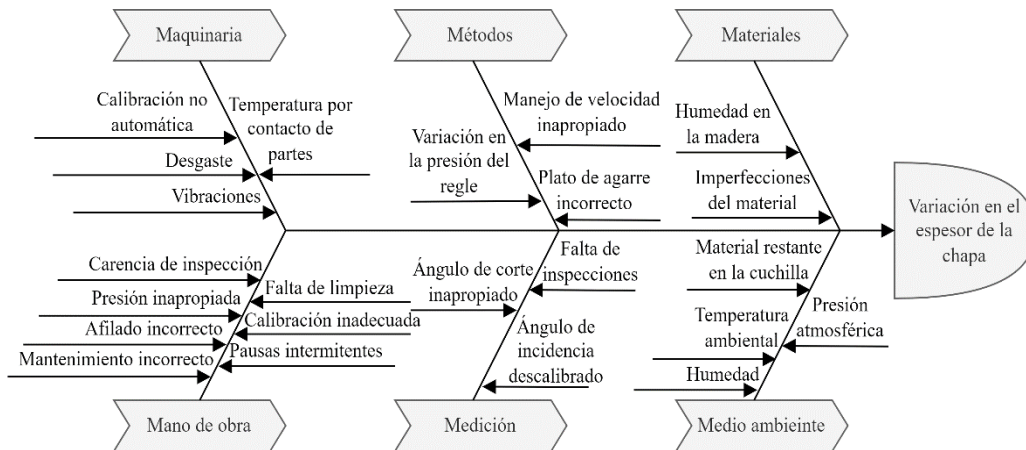 Maquinaria
Métodos
Materiales
Calibración no
automática
Temperatura por
contacto de
partes
Desgaste
Vibraciones
Manejo de velocidad
inapropiado
Variación en
la presión del
regle
Plato de agarre
incorrecto
Humedad en
la madera
Imperfecciones
del material
Variación en el
espesor de la
chapa
Carencia de inspección
Falta de limpieza
Presión inapropiada
Calibración inadecuada
Afilado incorrecto
Pausas intermitentes
Mantenimiento incorrecto
Falta de
inspecciones
Ángulo de corte
inapropiado
Ángulo de
incidencia
descalibrado
Material restante
en la cuchilla
Presión
atmosférica
Temperatura
ambiental
Humedad
Mano de obra
Medición
Medio ambieinte